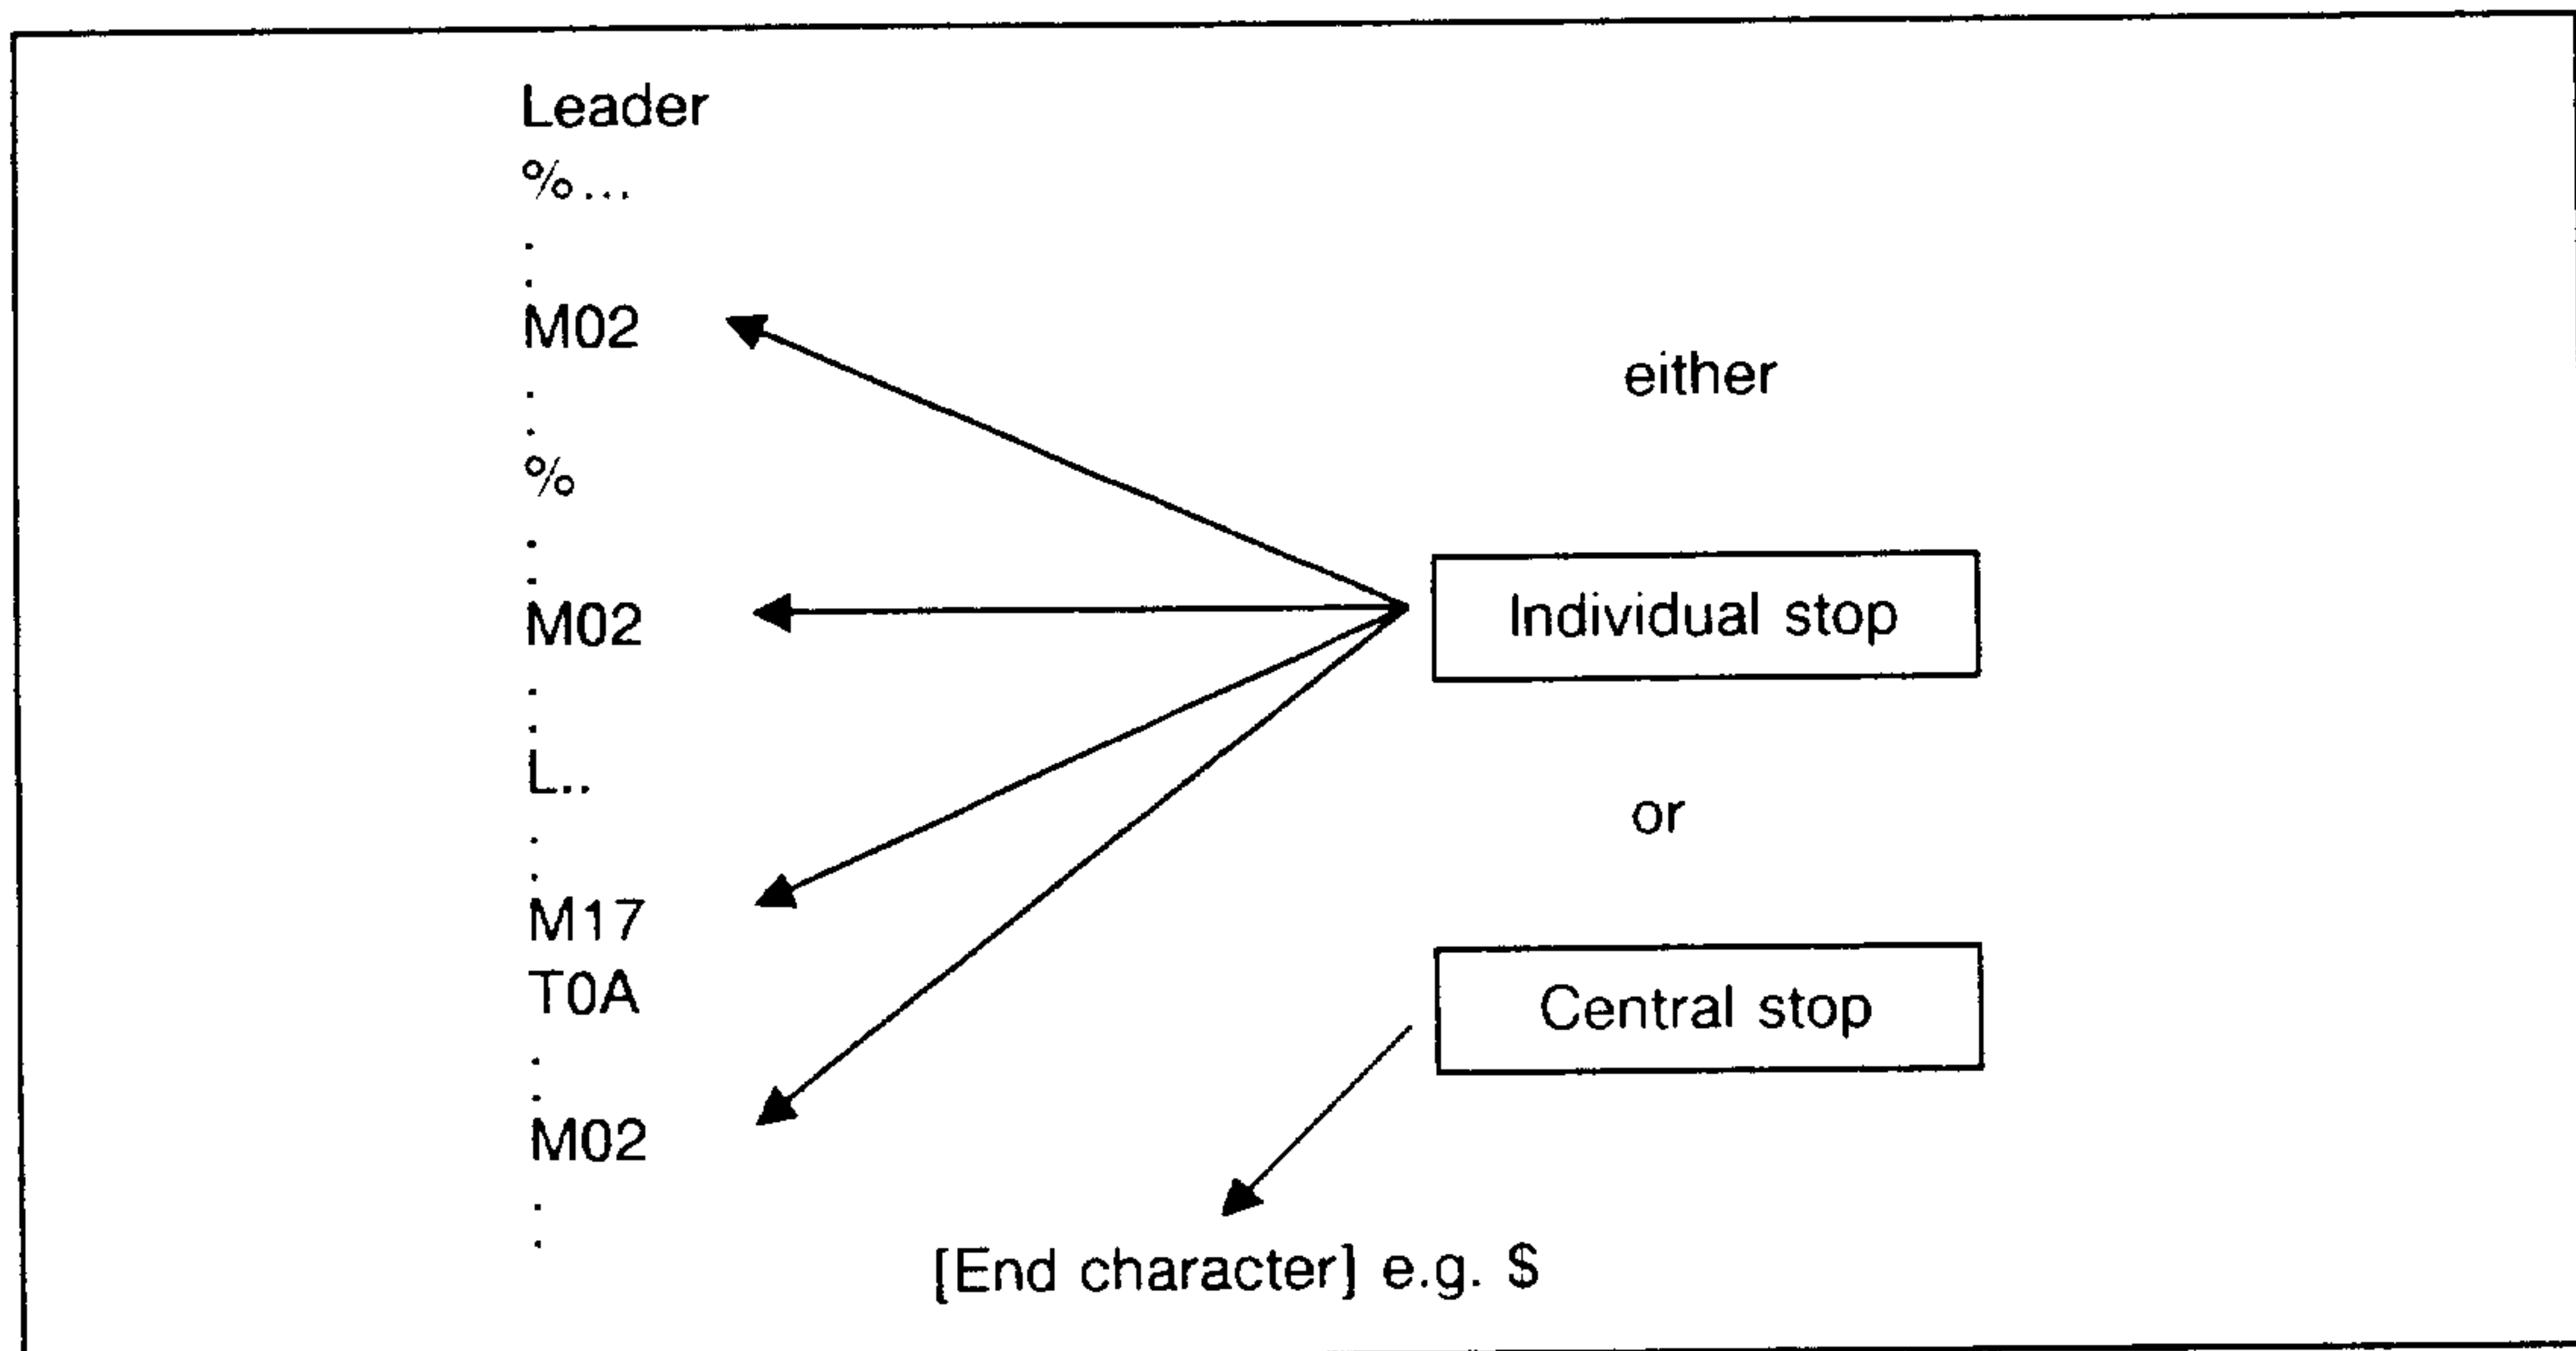 Leader
%...
.
.
M02
.
.
%
.
.
M02
.
.
L..
.
.
M17
T0A
.
.
M02
.
.
either
Individual stop
or
Central stop
[End character] e.g. $